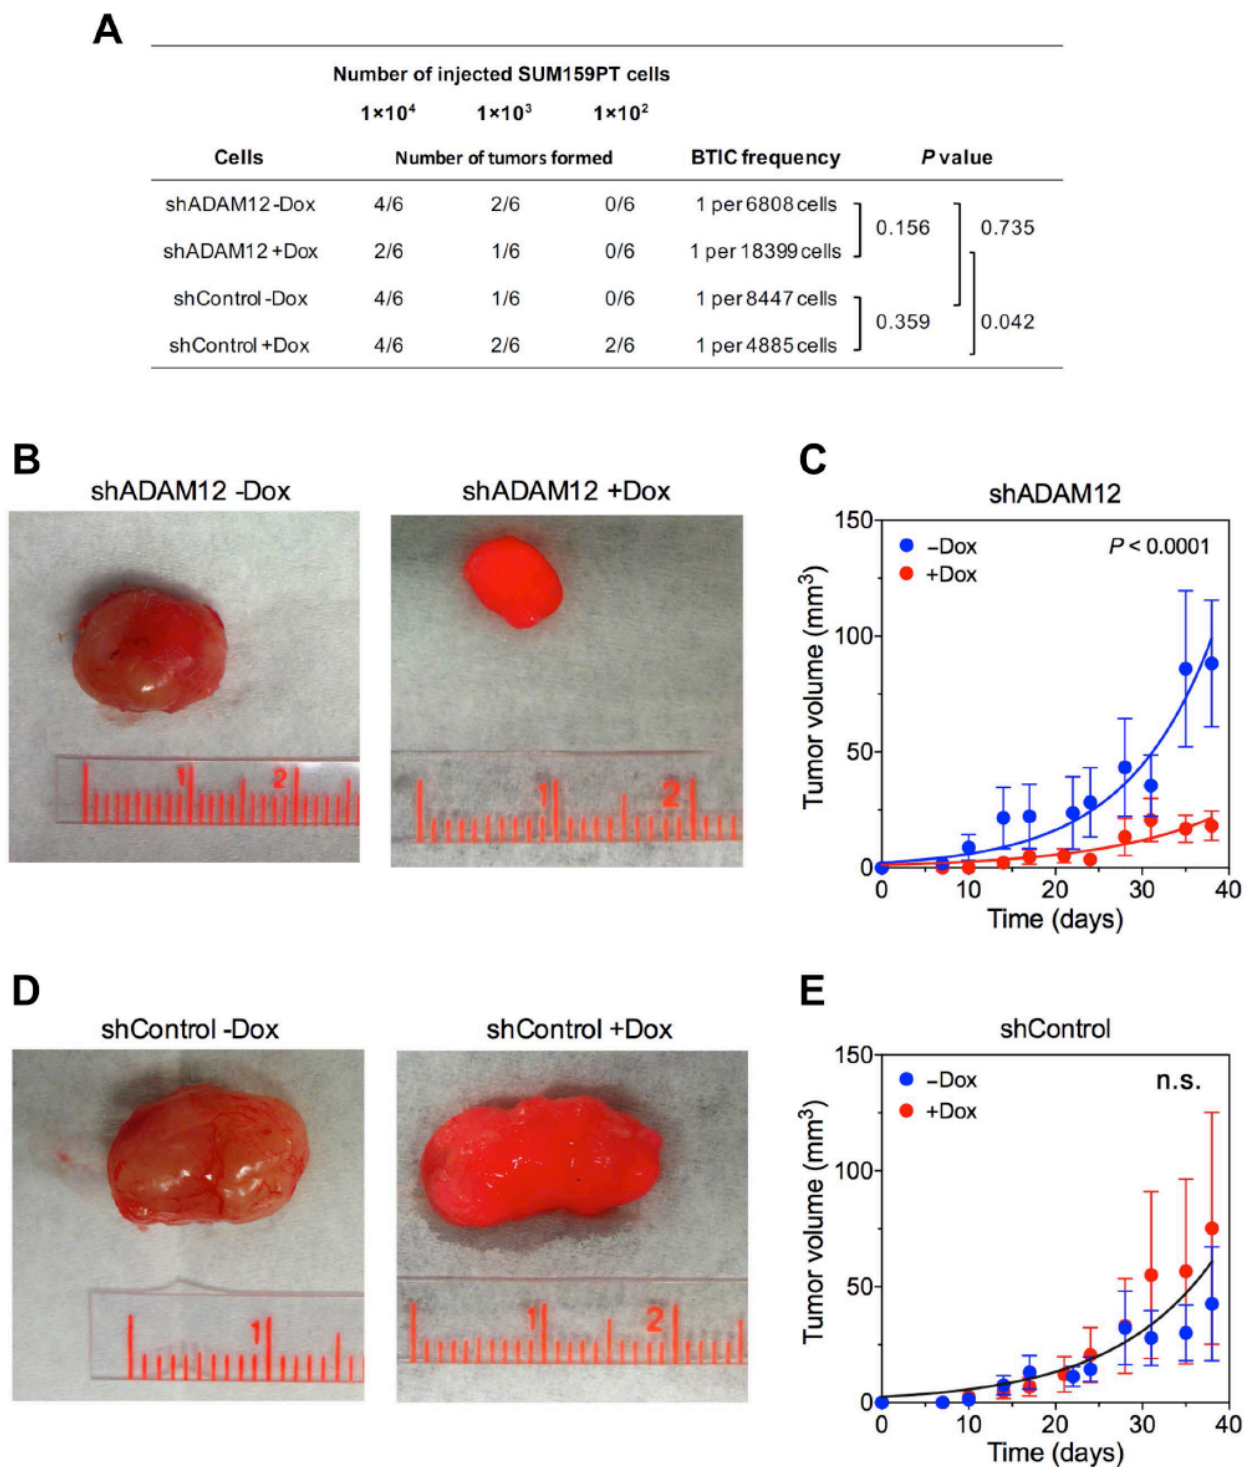 A
Number of injected SUM159PT cells
1×10⁴ 1×10³ 1×10²
Cells Number of tumors formed BTIC frequency P value
shADAM12 -Dox 4/6 2/6 0/6 1 per 6808 cells
0.156 0.735
shADAM12 +Dox 2/6 1/6 0/6 1 per 18399 cells
shControl -Dox 4/6 1/6 0/6 1 per 8447 cells
0.359 0.042
shControl +Dox 4/6 2/6 2/6 1 per 4885 cells
B
shADAM12 -Dox
shADAM12 +Dox
1 2
1 2
C
shADAM12
150
100
50
0
Tumor volume (mm³)
–Dox
+Dox
P < 0.0001
0 10 20 30 40
Time (days)
D
shControl -Dox
shControl +Dox
1
1 2
E
shControl
150
100
50
0
Tumor volume (mm³)
–Dox
+Dox
n.s.
0 10 20 30 40
Time (days)